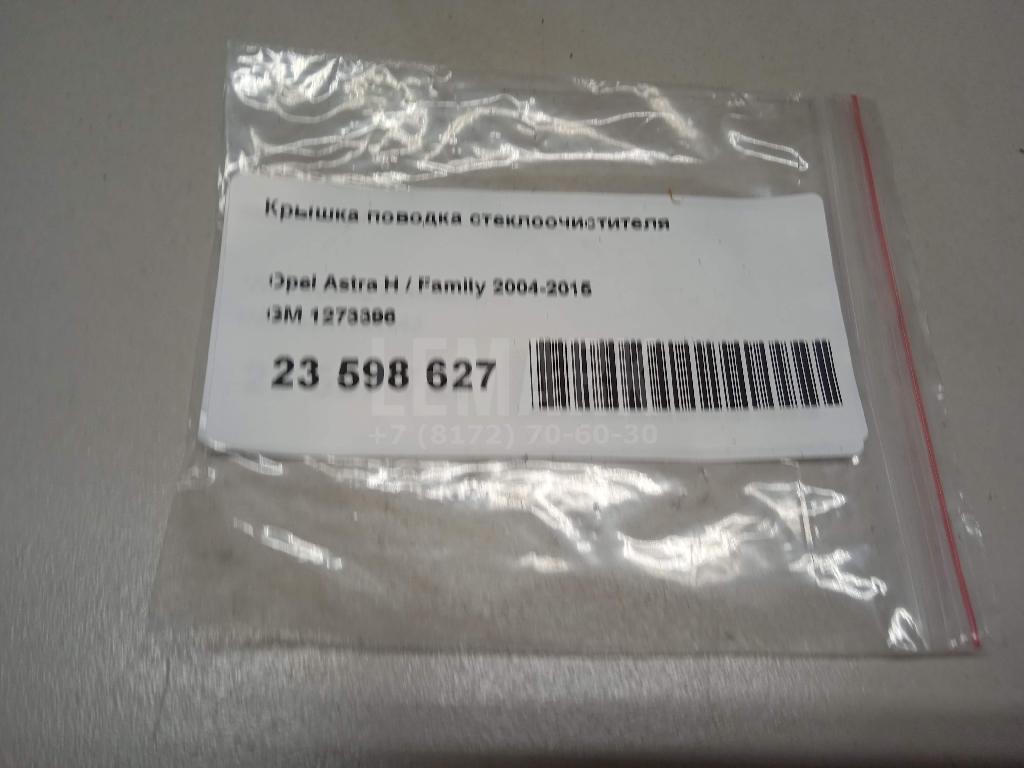 Крышка поводка стеклоочистителя
Opel Astra H / Family 2004-2015
GM 1273396
23 598 627
+7 (8172) 70-60-30